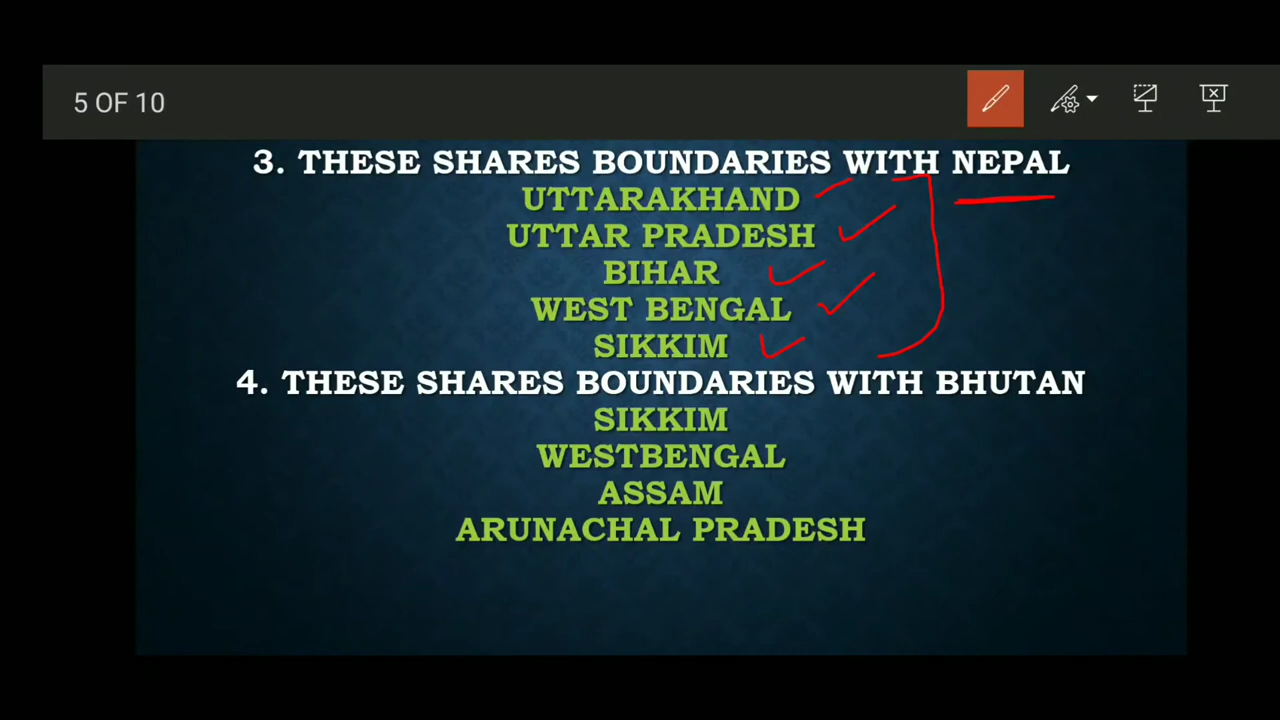 5 OF 10
3. THESE SHARES BOUNDARIES WITH NEPAL
UTTARAKHAND
UTTAR PRADESH
BIHAR
WEST BENGAL
SIKKIM
4. THESE SHARES BOUNDARIES WITH BHUTAN
SIKKIM
WESTBENGAL
ASSAM
ARUNACHAL PRADESH